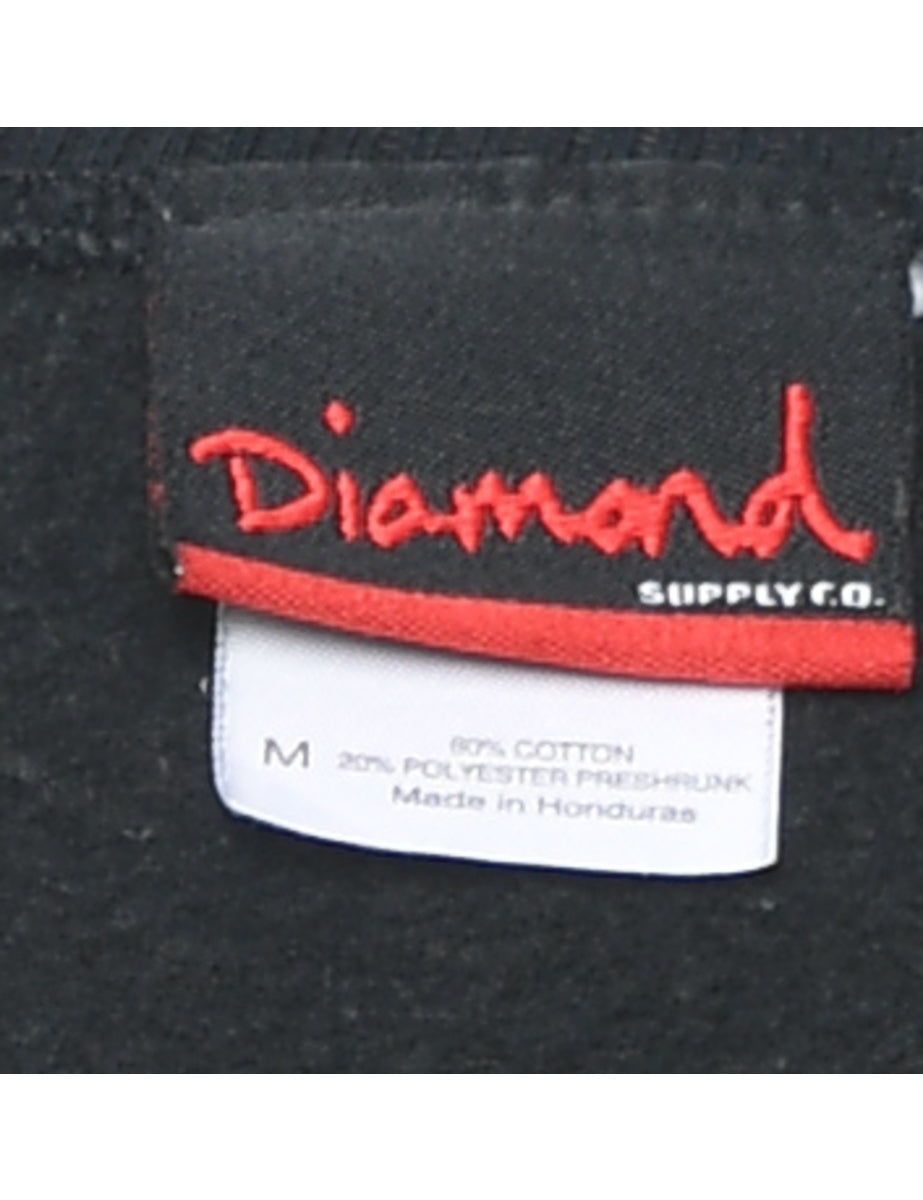 Diamond
SUPPLY CO.
M
80% COTTON
20% POLYESTER PRESHRUNK
Made in Honduras